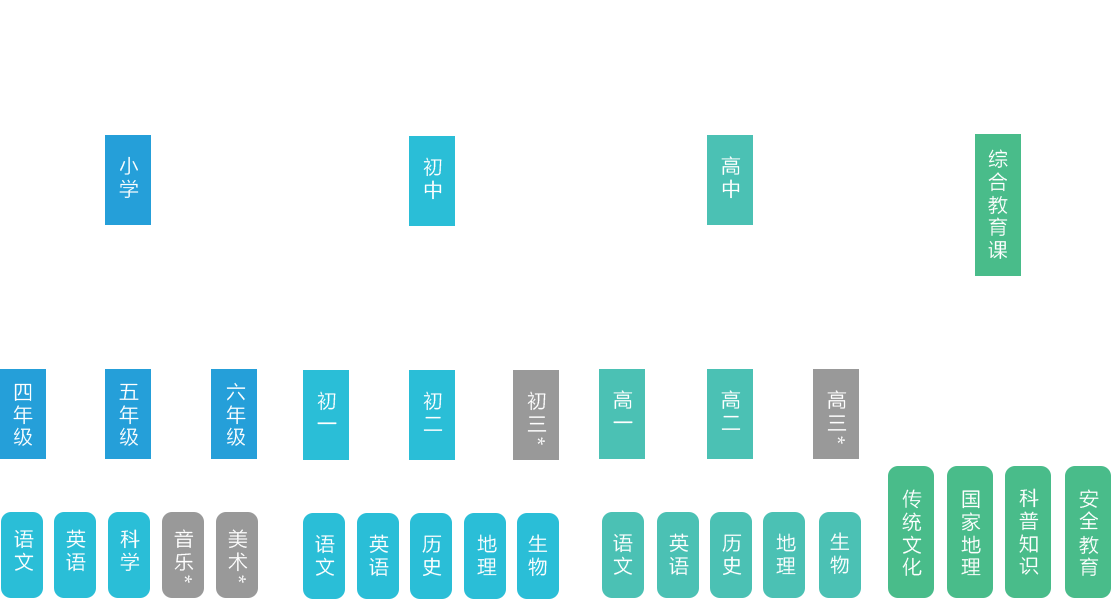 小学
初中
高中
综合教育课
四年级
五年级
六年级
初一
初二
初三*
高一
高二
高三*
语文
英语
科学
音乐*
美术*
语文
英语
历史
地理
生物
语文
英语
历史
地理
生物
传统文化
国家地理
科普知识
安全教育